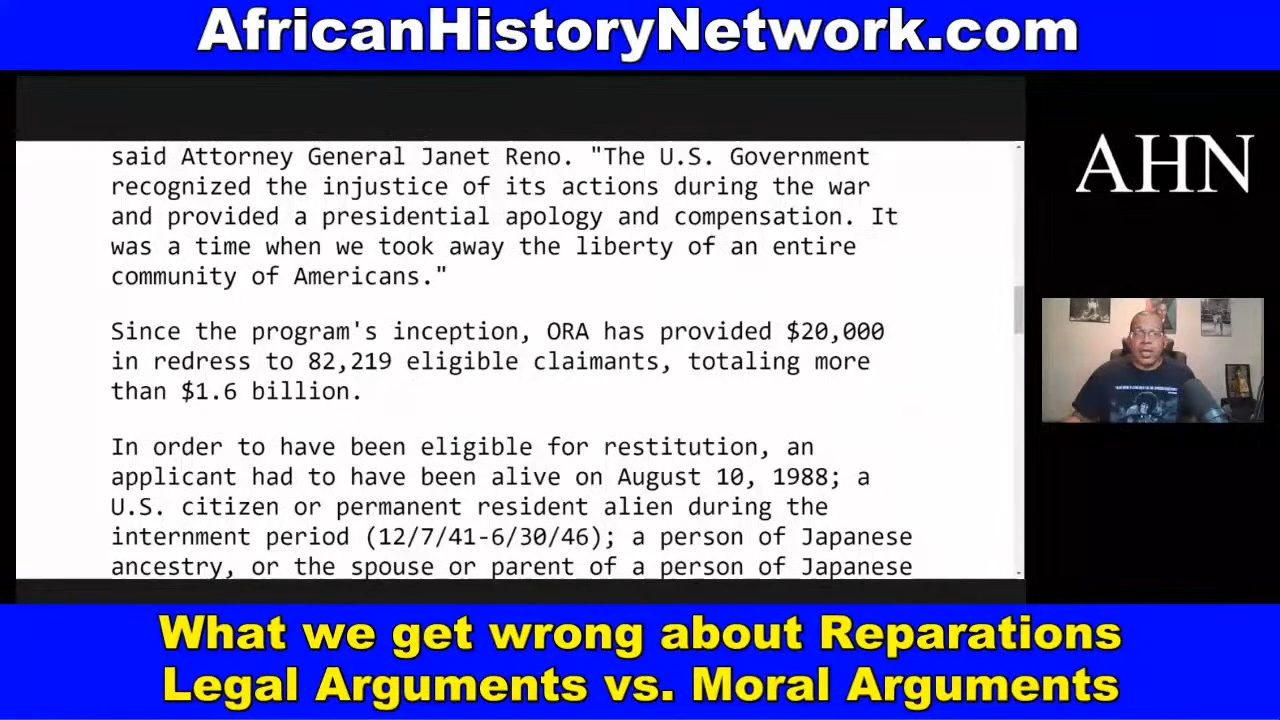 AfricanHistoryNetwork.com
said Attorney General Janet Reno. "The U.S. Government
recognized the injustice of its actions during the war
and provided a presidential apology and compensation. It
was a time when we took away the liberty of an entire
community of Americans."
Since the program's inception, ORA has provided $20,000
in redress to 82,219 eligible claimants, totaling more
than $1.6 billion.
In order to have been eligible for restitution, an
applicant had to have been alive on August 10, 1988; a
U.S. citizen or permanent resident alien during the
internment period (12/7/41-6/30/46); a person of Japanese
ancestry, or the spouse or parent of a person of Japanese
AHN
What we get wrong about Reparations
Legal Arguments vs. Moral Arguments